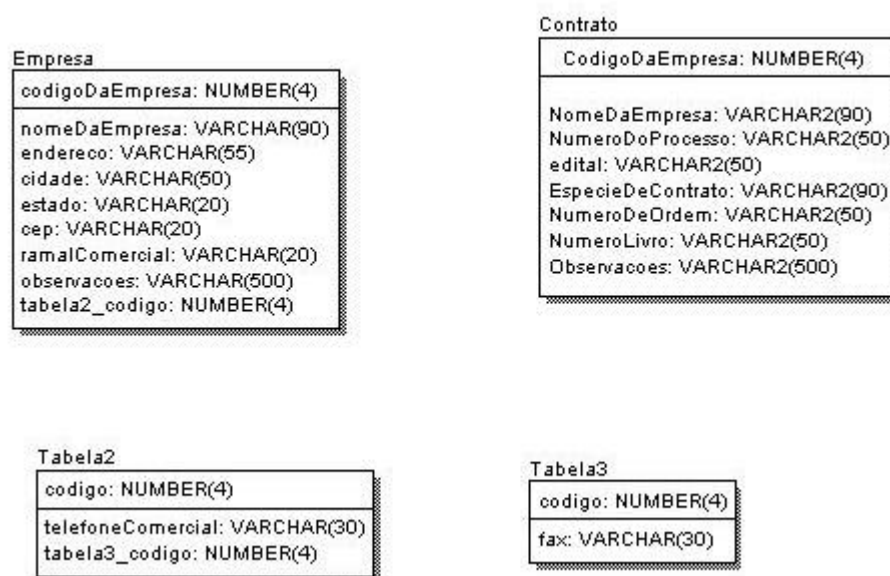 Empresa
codigoDaEmpresa: NUMBER(4)
nomeDaEmpresa: VARCHAR(90)
endereco: VARCHAR(55)
cidade: VARCHAR(50)
estado: VARCHAR(20)
cep: VARCHAR(20)
ramalComercial: VARCHAR(20)
observacoes: VARCHAR(500)
tabela2_codigo: NUMBER(4)
Contrato
CodigoDaEmpresa: NUMBER(4)
NomeDaEmpresa: VARCHAR2(90)
NumeroDoProcesso: VARCHAR2(50)
edital: VARCHAR2(50)
EspecieDeContrato: VARCHAR2(90)
NumeroDeOrdem: VARCHAR2(50)
NumeroLivro: VARCHAR2(50)
Observacoes: VARCHAR2(500)
Tabela2
codigo: NUMBER(4)
telefoneComercial: VARCHAR(30)
tabela3_codigo: NUMBER(4)
Tabela3
codigo: NUMBER(4)
fax: VARCHAR(30)